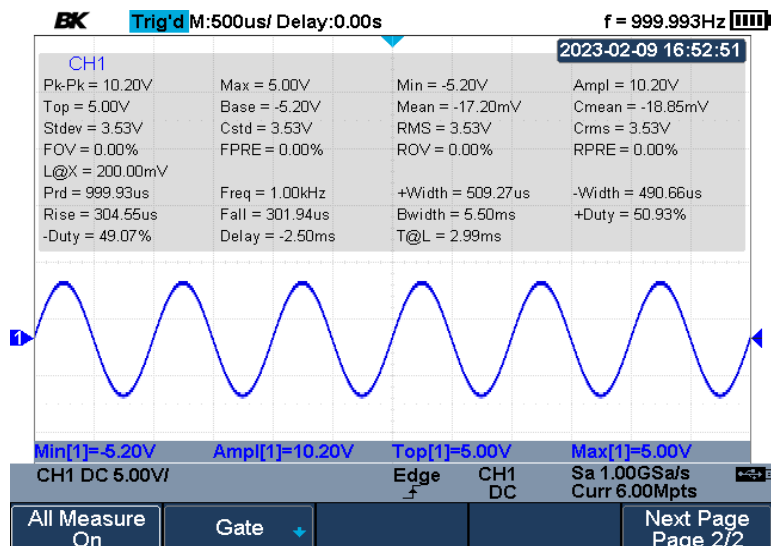 BK Trig'd M:500us/ Delay:0.00s f = 999.993Hz
2023-02-09 16:52:51
CH1
Pk-Pk = 10.20V Max = 5.00V Min = -5.20V Ampl = 10.20V
Top = 5.00V Base = -5.20V Mean = -17.20mV Cmean = -18.85mV
Stdev = 3.53V Cstd = 3.53V RMS = 3.53V Crms = 3.53V
FOV = 0.00% FPRE = 0.00% ROV = 0.00% RPRE = 0.00%
L@X = 200.00mV
Prd = 999.93us Freq = 1.00kHz +Width = 509.27us -Width = 490.66us
Rise = 304.55us Fall = 301.94us Bwidth = 5.50ms +Duty = 50.93%
-Duty = 49.07% Delay = -2.50ms T@L = 2.99ms
1
Min[1]=-5.20V Ampl[1]=10.20V Top[1]=5.00V Max[1]=5.00V
CH1 DC 5.00V/ Edge CH1 Sa 1.00GSa/s
DC Curr 6.00Mpts
All Measure Gate Next Page
On Page 2/2